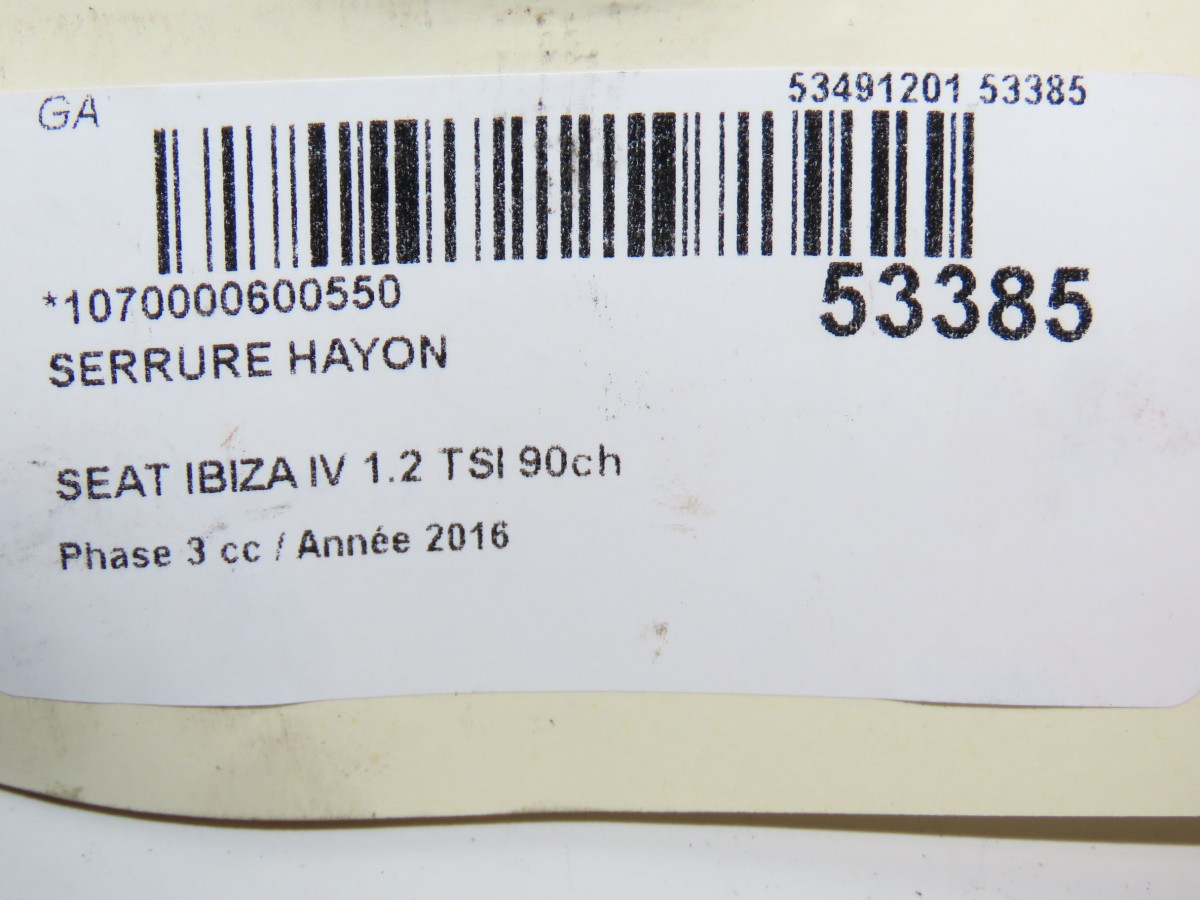 GA
53491201 53385
*1070000600550
53385
SERRURE HAYON
SEAT IBIZA IV 1.2 TSI 90ch
Phase 3 cc / Année 2016